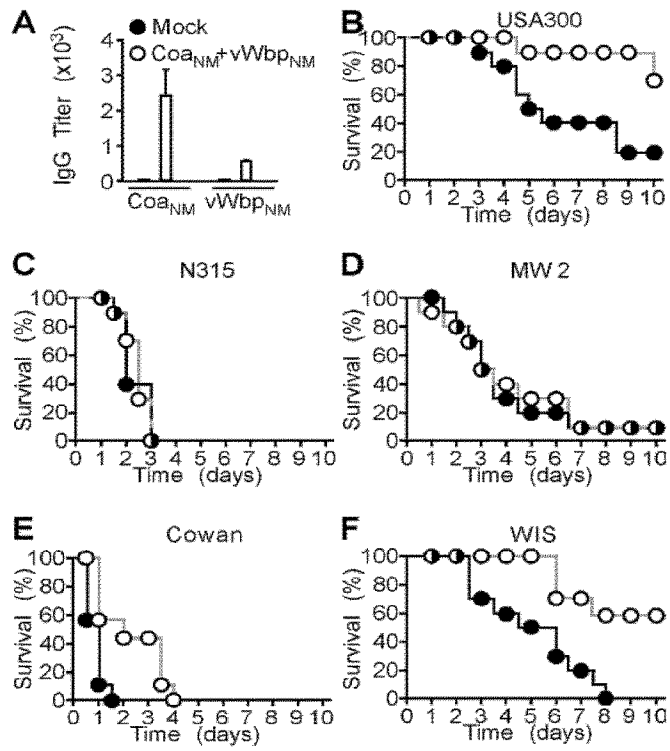 A
Mock
Coa_NM+vWbp_NM
IgG Titer (x10³)
4
3
2
1
0
Coa_NM
vWbp_NM
B
USA300
Survival (%)
100
80
60
40
20
0 1 2 3 4 5 6 7 8 9 10
Time (days)
C
N315
Survival (%)
100
80
60
40
20
0
0 1 2 3 4 5 6 7 8 9 10
Time (days)
D
MW 2
Survival (%)
100
80
60
40
20
0
0 1 2 3 4 5 6 7 8 9 10
Time (days)
E
Cowan
Survival (%)
100
80
60
40
20
0
0 1 2 3 4 5 6 7 8 9 10
Time (days)
F
WIS
Survival (%)
100
80
60
40
20
0
0 1 2 3 4 5 6 7 8 9 10
Time (days)